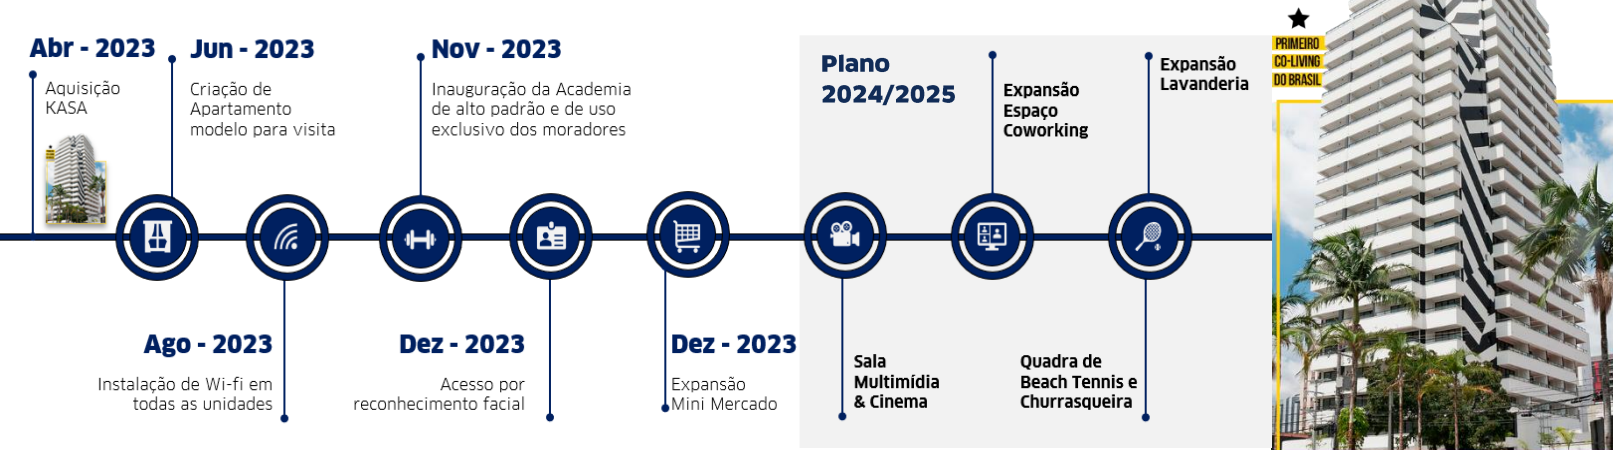 Abr - 2023
Aquisição
KASA
Jun - 2023
Criação de
Apartamento
modelo para visita
Ago - 2023
Instalação de Wi-fi em
todas as unidades
Nov - 2023
Inauguração da Academia
de alto padrão e de uso
exclusivo dos moradores
Dez - 2023
Acesso por
reconhecimento facial
Dez - 2023
Expansão
Mini Mercado
Plano
2024/2025
Sala
Multimídia
& Cinema
Expansão
Espaço
Coworking
Quadra de
Beach Tennis e
Churrasqueira
Expansão
Lavanderia
PRIMEIRO
CO-LIVING
DO BRASIL